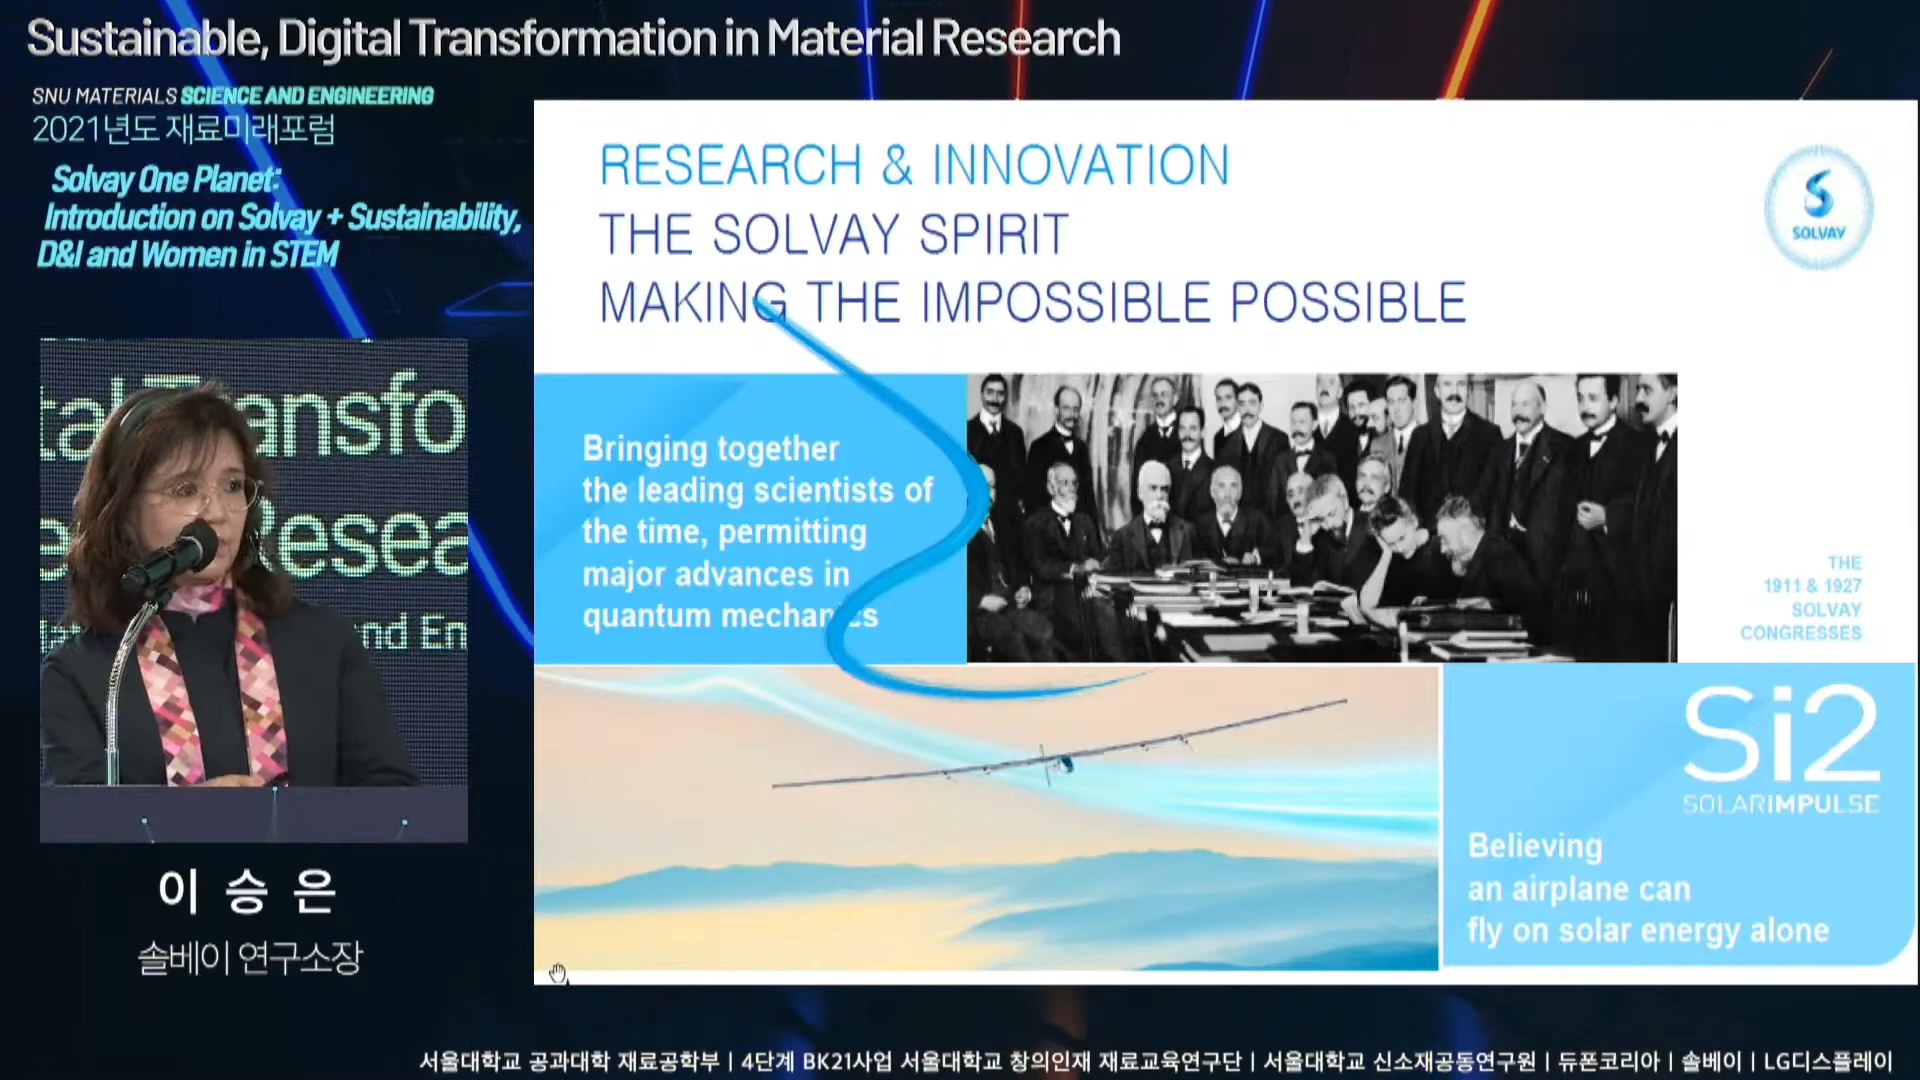 Sustainable, Digital Transformation in Material Research
SNU MATERIALS SCIENCE AND ENGINEERING
2021년도 재료미래포럼
Solvay One Planet:
Introduction on Solvay + Sustainability,
D&I and Women in STEM
RESEARCH & INNOVATION
THE SOLVAY SPIRIT
MAKING THE IMPOSSIBLE POSSIBLE
SOLVAY
Bringing together
the leading scientists of
the time, permitting
major advances in
quantum mechanics
THE
1911 & 1927
SOLVAY
CONGRESSES
Si2
SOLARIMPULSE
Believing
an airplane can
fly on solar energy alone
tal Transfo
Resea
nd En
이승은
솔베이 연구소장
서울대학교 공과대학 재료공학부 | 4단계 BK21사업 서울대학교 창의인재 재료교육연구단 | 서울대학교 신소재공동연구원 | 듀폰코리아 | 솔베이 | LG디스플레이